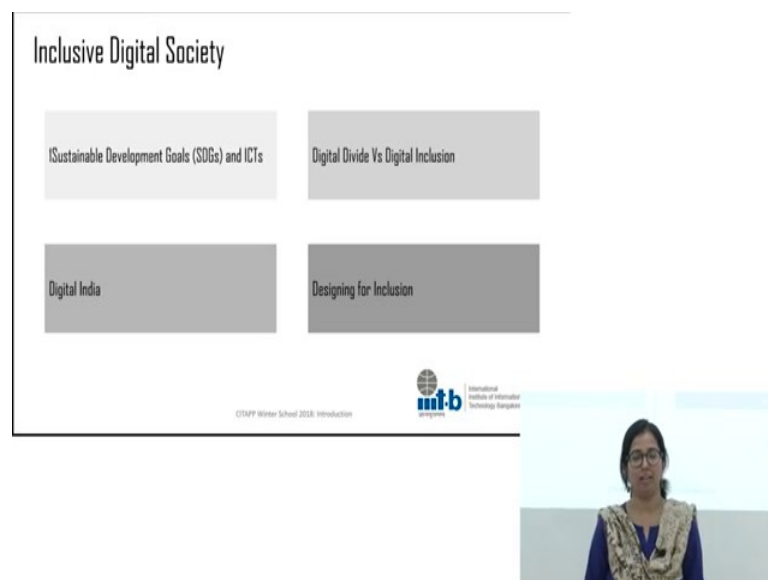 Inclusive Digital Society
1Sustainable Development Goals (SDGs) and ICTs
Digital Divide Vs Digital Inclusion
Digital India
Designing for Inclusion
CITAPP Winter School 2018: Introduction
iiit-b
International
Institute of Information
Technology Bangalore